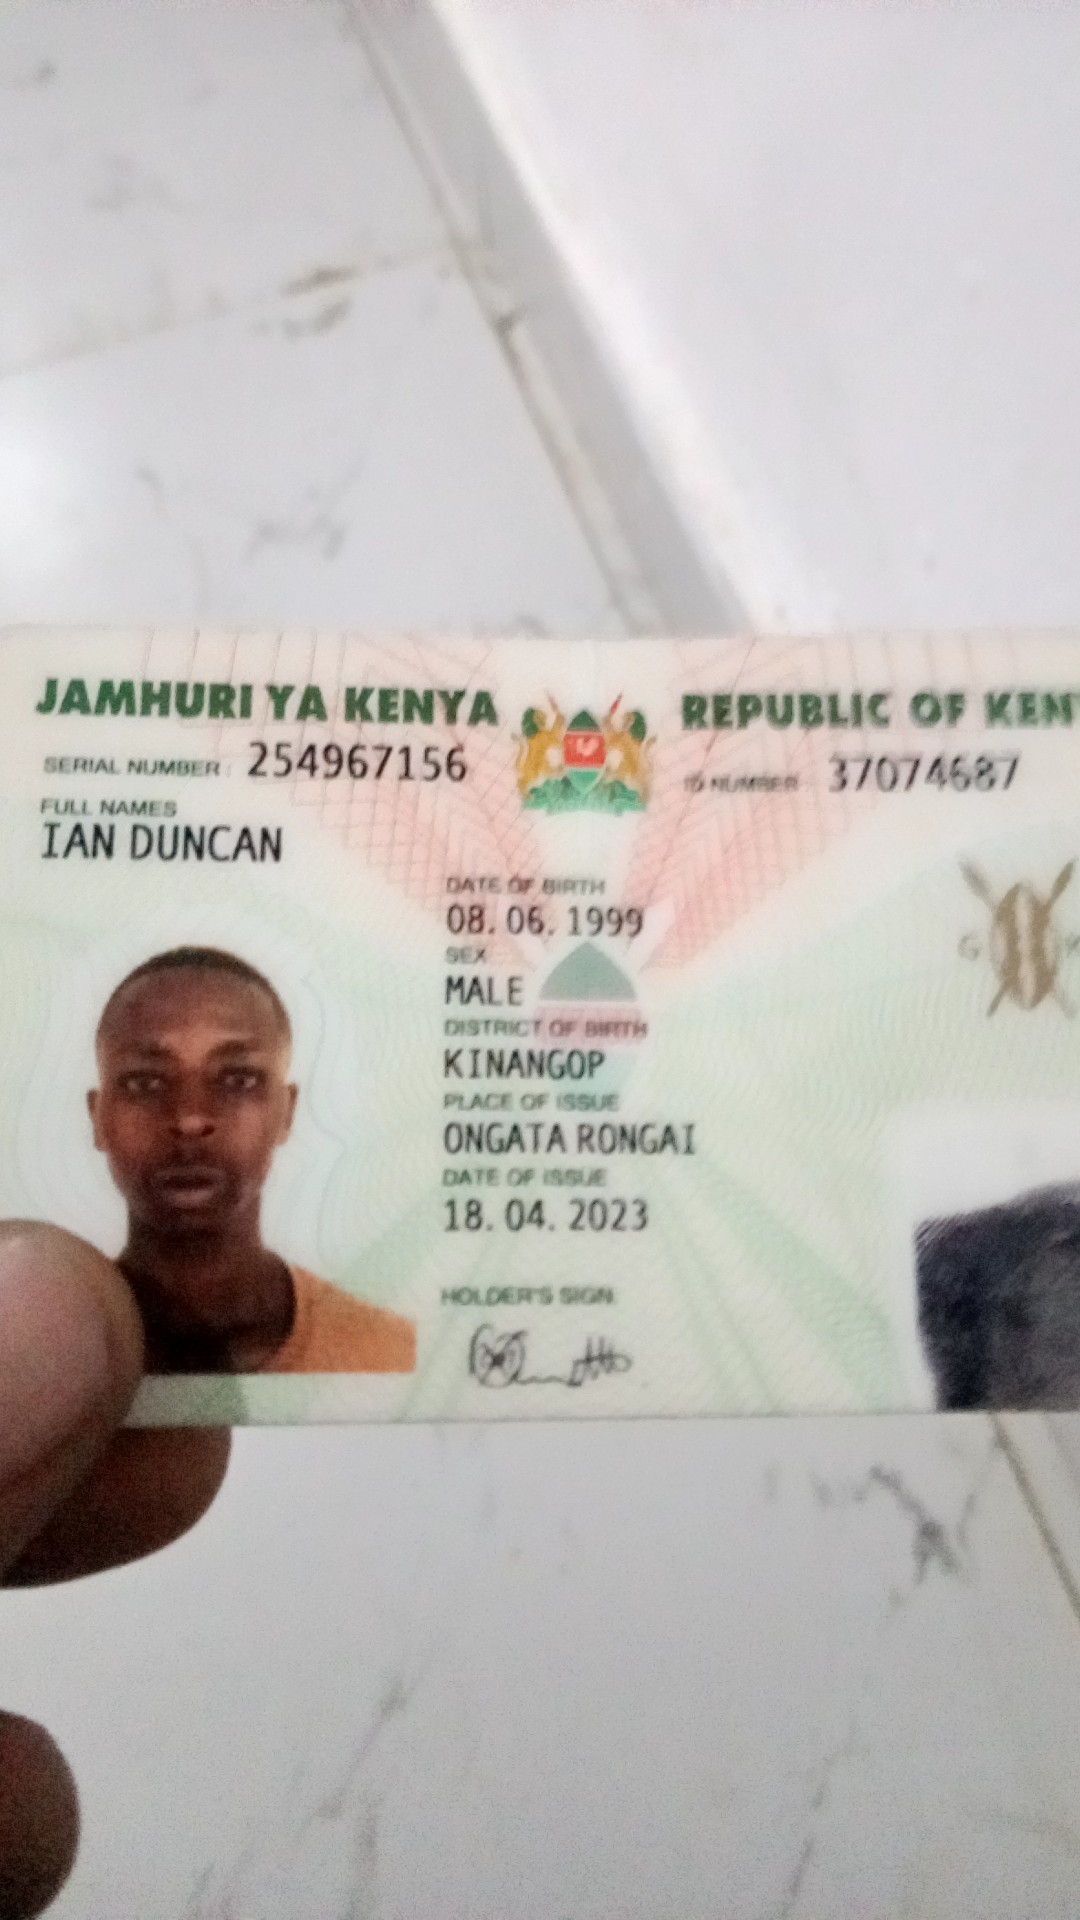 JAMHURI YA KENYA
REPUBLIC OF KEN
SERIAL NUMBER: 254967156
ID NUMBER: 37074687
FULL NAMES
IAN DUNCAN
DATE OF BIRTH
08. 06. 1999
SEX
MALE
DISTRICT OF BIRTH
KINANGOP
PLACE OF ISSUE
ONGATA RONGAI
DATE OF ISSUE
18. 04. 2023
HOLDER'S SIGN.
G